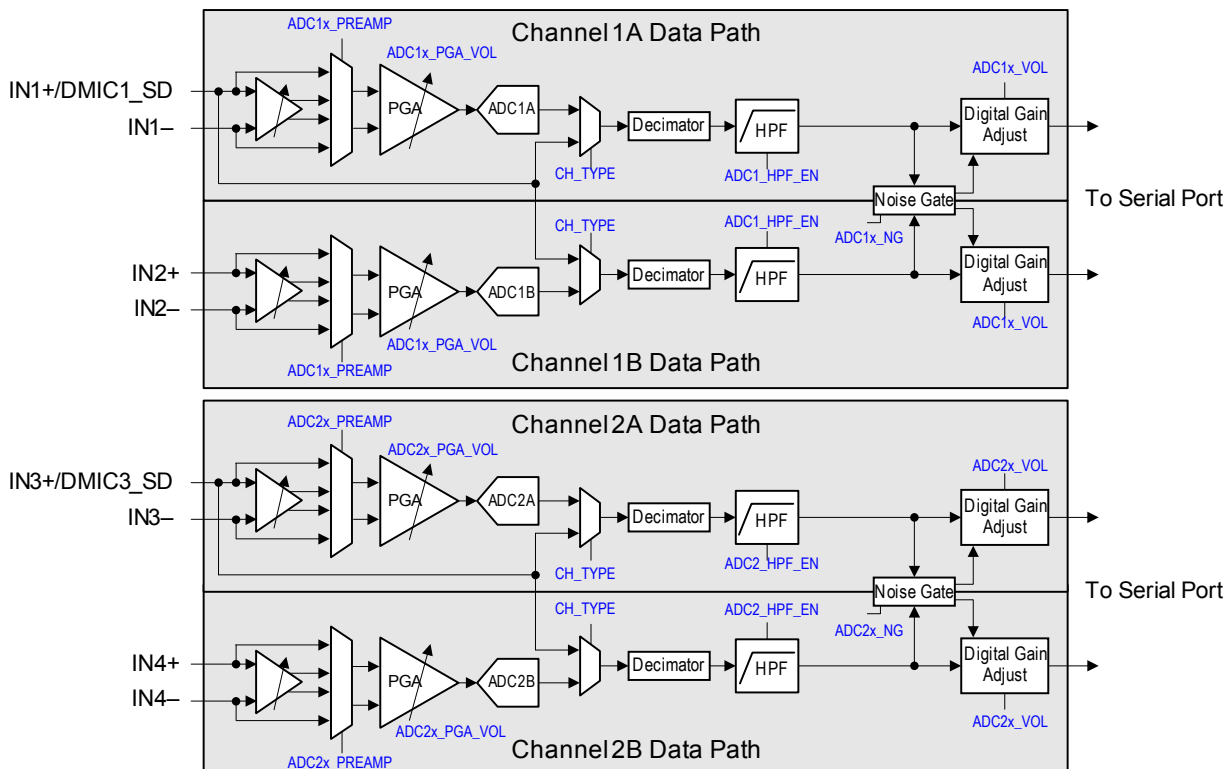 ADC1x_PREAMP
Channel 1A Data Path
ADC1x_PGA_VOL
ADC1x_VOL
IN1+/DMIC1_SD
IN1–
PGA
ADC1A
Decimator
HPF
Digital Gain
Adjust
CH_TYPE
ADC1_HPF_EN
Noise Gate
To Serial Port
CH_TYPE
ADC1_HPF_EN
ADC1x_NG
IN2+
IN2–
PGA
ADC1B
Decimator
HPF
Digital Gain
Adjust
ADC1x_PGA_VOL
ADC1x_VOL
ADC1x_PREAMP
Channel 1B Data Path
ADC2x_PREAMP
Channel 2A Data Path
ADC2x_PGA_VOL
ADC2x_VOL
IN3+/DMIC3_SD
IN3–
PGA
ADC2A
Decimator
HPF
Digital Gain
Adjust
CH_TYPE
ADC2_HPF_EN
Noise Gate
To Serial Port
CH_TYPE
ADC2_HPF_EN
ADC2x_NG
IN4+
IN4–
PGA
ADC2B
Decimator
HPF
Digital Gain
Adjust
ADC2x_PGA_VOL
ADC2x_VOL
ADC2x_PREAMP
Channel 2B Data Path